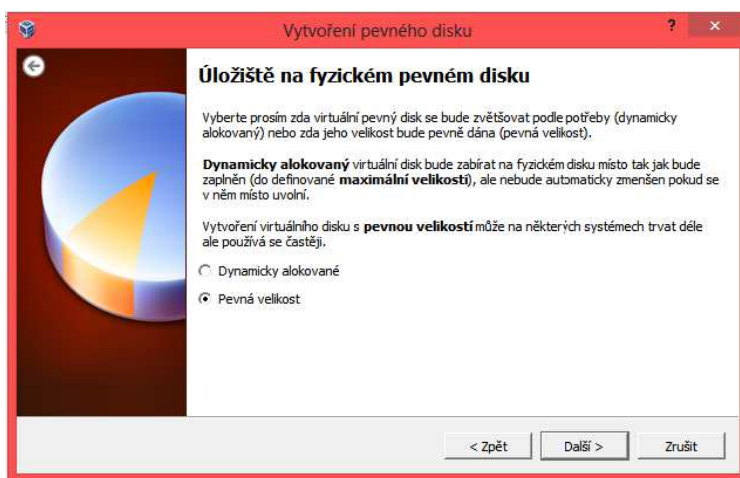 Vytvoření pevného disku
?
×
Úložiště na fyzickém pevném disku
Vyberte prosím zda virtuální pevný disk se bude zvětšovat podle potřeby (dynamicky
alokovaný) nebo zda jeho velikost bude pevně dána (pevná velikost).
Dynamicky alokovaný virtuální disk bude zabírat na fyzickém disku místo tak jak bude
zaplněn (do definované maximální velikosti), ale nebude automaticky zmenšen pokud se
v něm místo uvolní.
Vytvoření virtuálního disku s pevnou velikostí může na některých systémech trvat déle
ale používá se častěji.
Dynamicky alokované
Pevná velikost
< Zpět
Další >
Zrušit